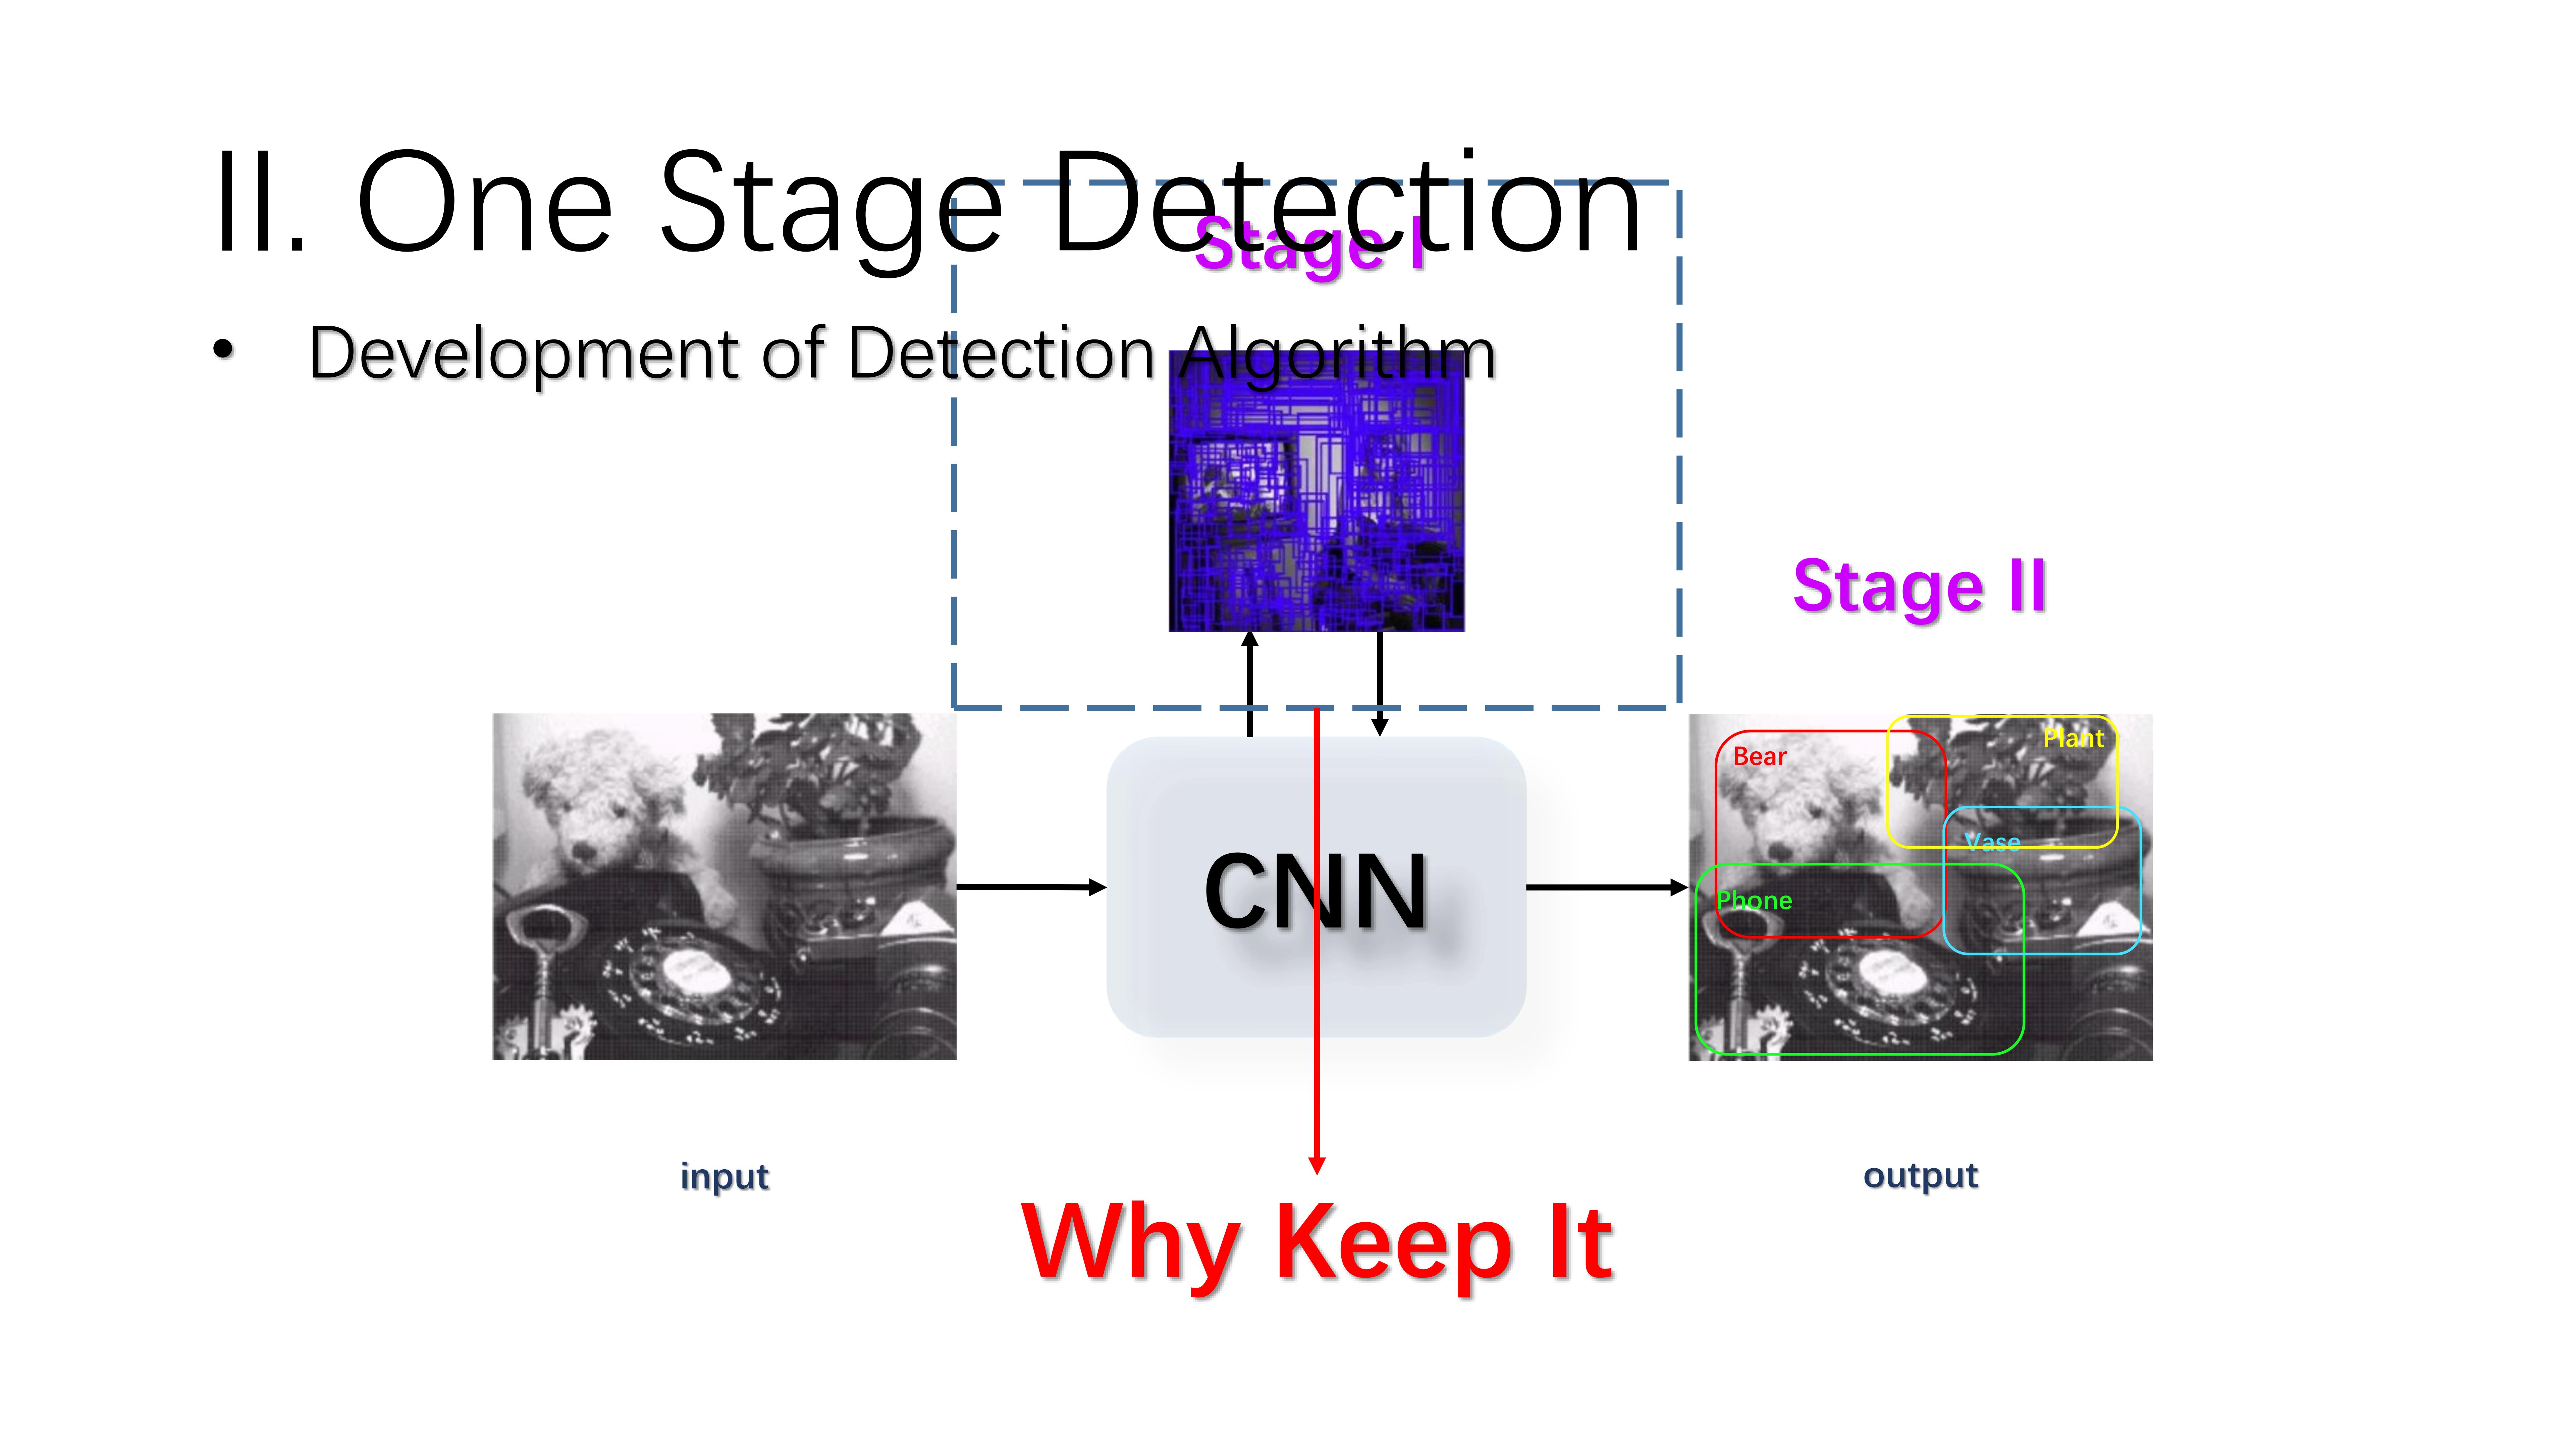 II. One Stage Detection
Stage I
• Development of Detection Algorithm
Stage II
Bear
Plant
Vase
Phone
CNN
input
output
Why Keep It